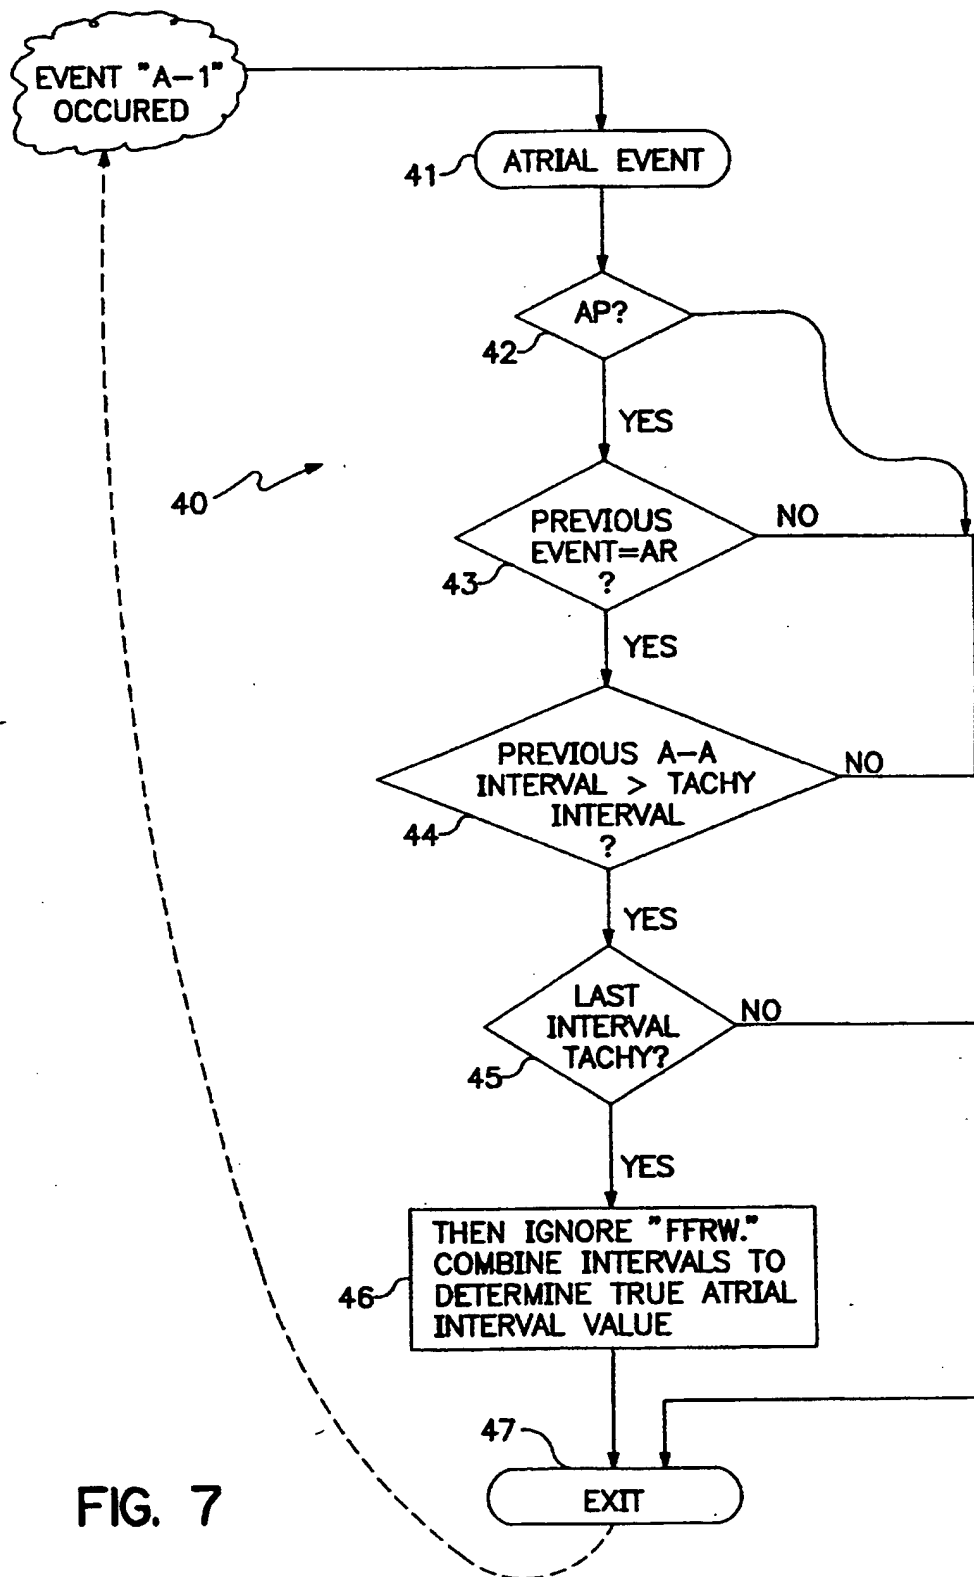 EVENT "A-1"
OCCURED
41
ATRIAL EVENT
AP?
42
YES
40
PREVIOUS
EVENT=AR
?
NO
43
YES
PREVIOUS A-A
INTERVAL > TACHY
INTERVAL
?
NO
44
YES
LAST
INTERVAL
TACHY?
NO
45
YES
THEN IGNORE "FFRW."
COMBINE INTERVALS TO
DETERMINE TRUE ATRIAL
INTERVAL VALUE
46
47
EXIT
FIG. 7